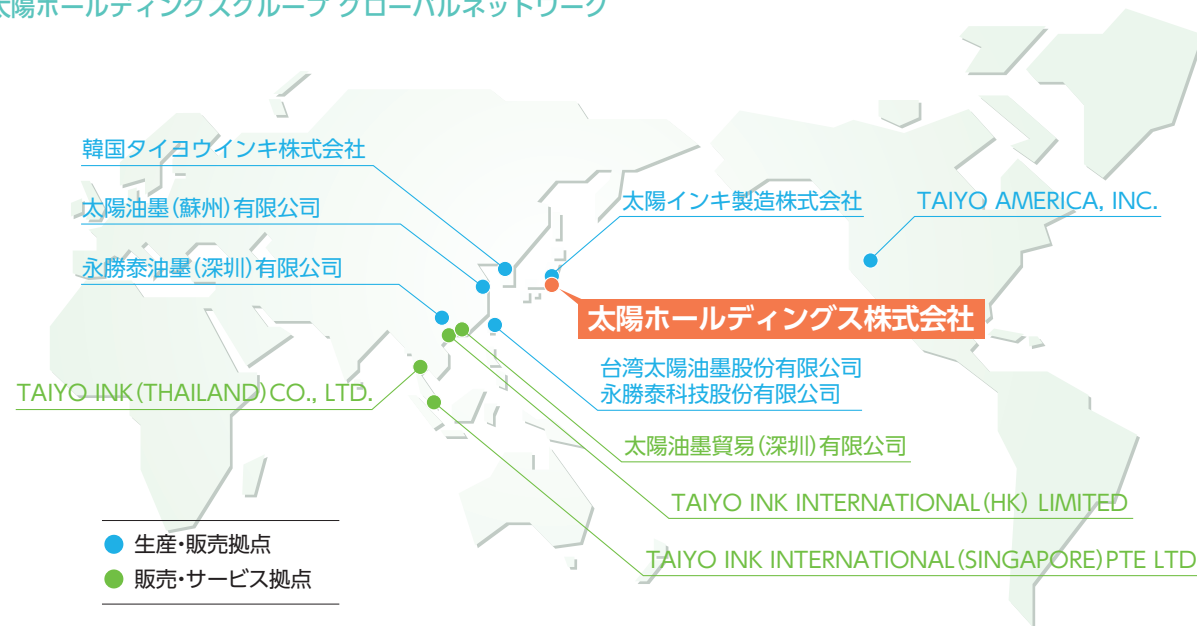 太陽ホールディングスグループ グローバルネットワーク
韓国タイヨウインキ株式会社
太陽油墨(蘇州)有限公司
永勝泰油墨(深圳)有限公司
太陽インキ製造株式会社
TAIYO AMERICA, INC.
太陽ホールディングス株式会社
台湾太陽油墨股份有限公司
永勝泰科技股份有限公司
TAIYO INK(THAILAND)CO., LTD.
太陽油墨貿易(深圳)有限公司
TAIYO INK INTERNATIONAL(HK) LIMITED
TAIYO INK INTERNATIONAL(SINGAPORE)PTE LTD
生産・販売拠点
販売・サービス拠点